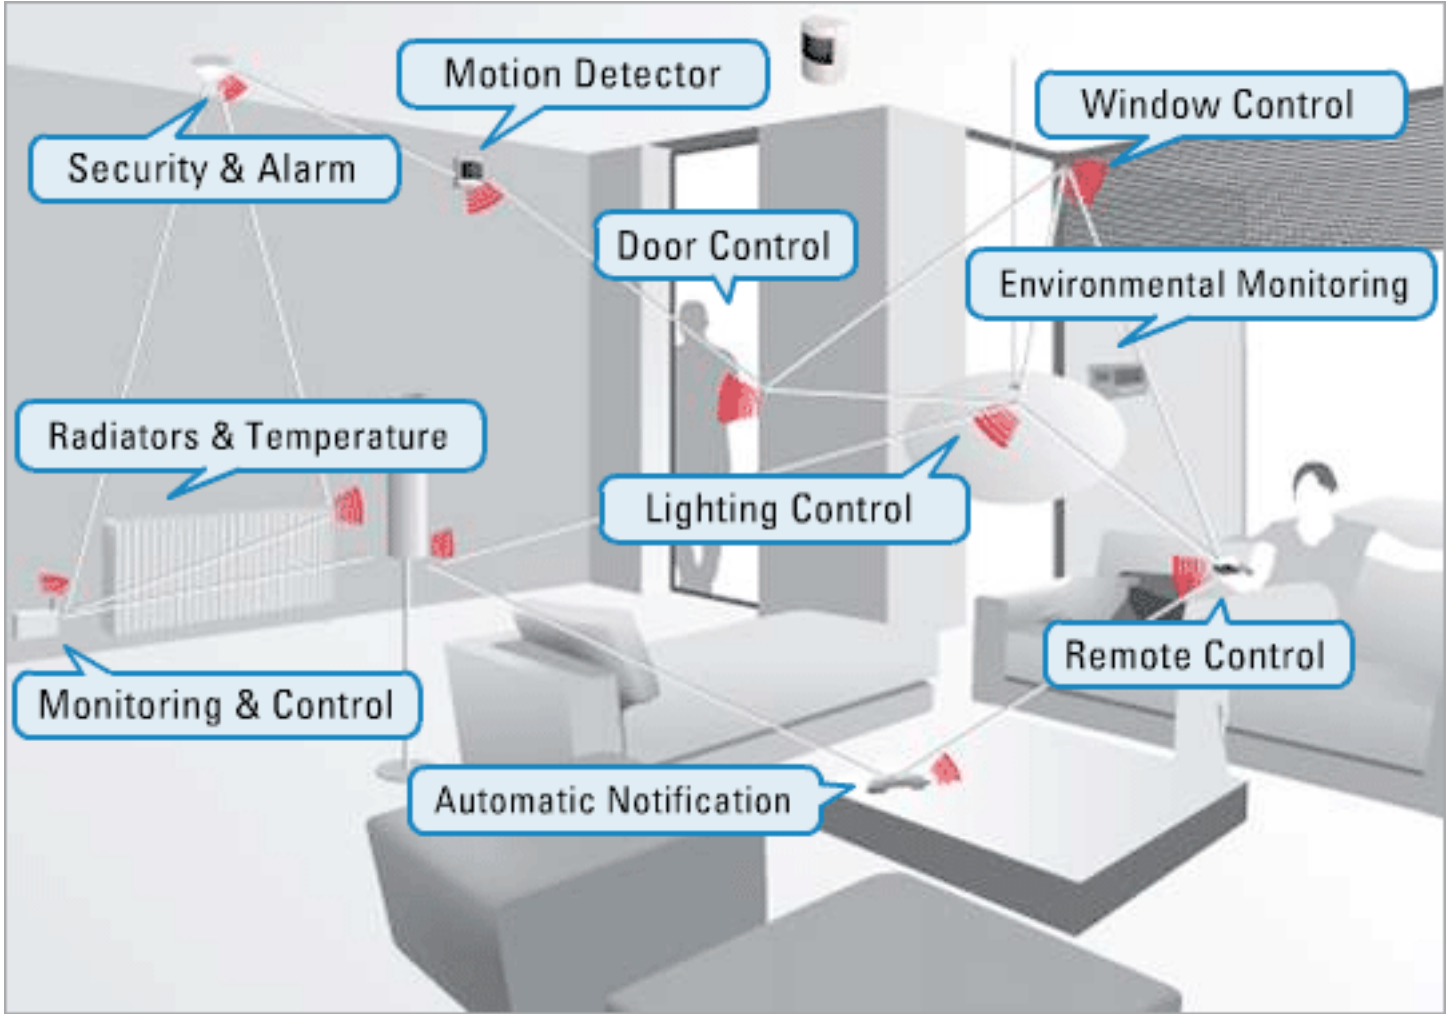 Motion Detector
Window Control
Security & Alarm
Door Control
Environmental Monitoring
Radiators & Temperature
Lighting Control
Remote Control
Monitoring & Control
Automatic Notification